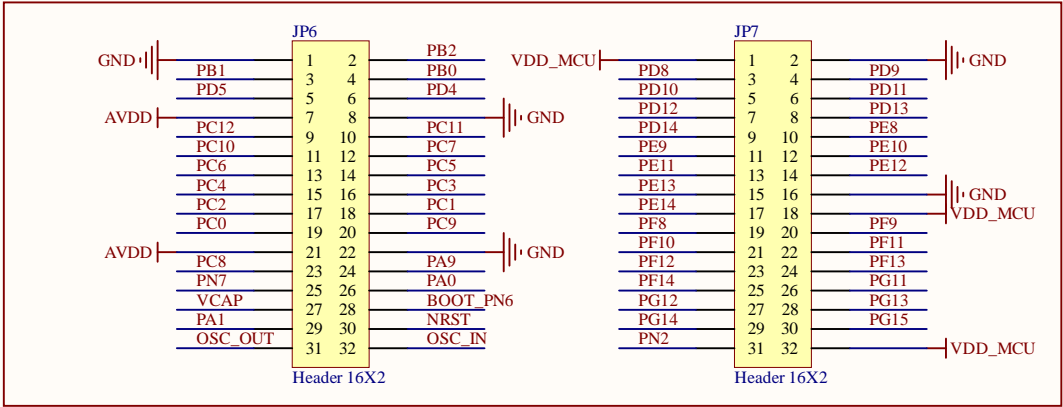 JP6 JP7
GND 1 2 PB2 VDD_MCU 1 2 GND
PB1 3 4 PB0 PD8 3 4 PD9
PD5 5 6 PD4 PD10 5 6 PD11
AVDD 7 8 GND PD12 7 8 PD13
PC12 9 10 PC11 PD14 9 10 PE8
PC10 11 12 PC7 PE9 11 12 PE10
PC6 13 14 PC5 PE11 13 14 PE12
PC4 15 16 PC3 PE13 15 16 GND
PC2 17 18 PC1 PE14 17 18 VDD_MCU
PC0 19 20 PC9 PF8 19 20 PF9
AVDD 21 22 GND PF10 21 22 PF11
PC8 23 24 PA9 PF12 23 24 PF13
PN7 25 26 PA0 PF14 25 26 PG11
VCAP 27 28 BOOT_PN6 PG12 27 28 PG13
PA1 29 30 NRST PG14 29 30 PG15
OSC_OUT 31 32 OSC_IN PN2 31 32 VDD_MCU
Header 16X2 Header 16X2